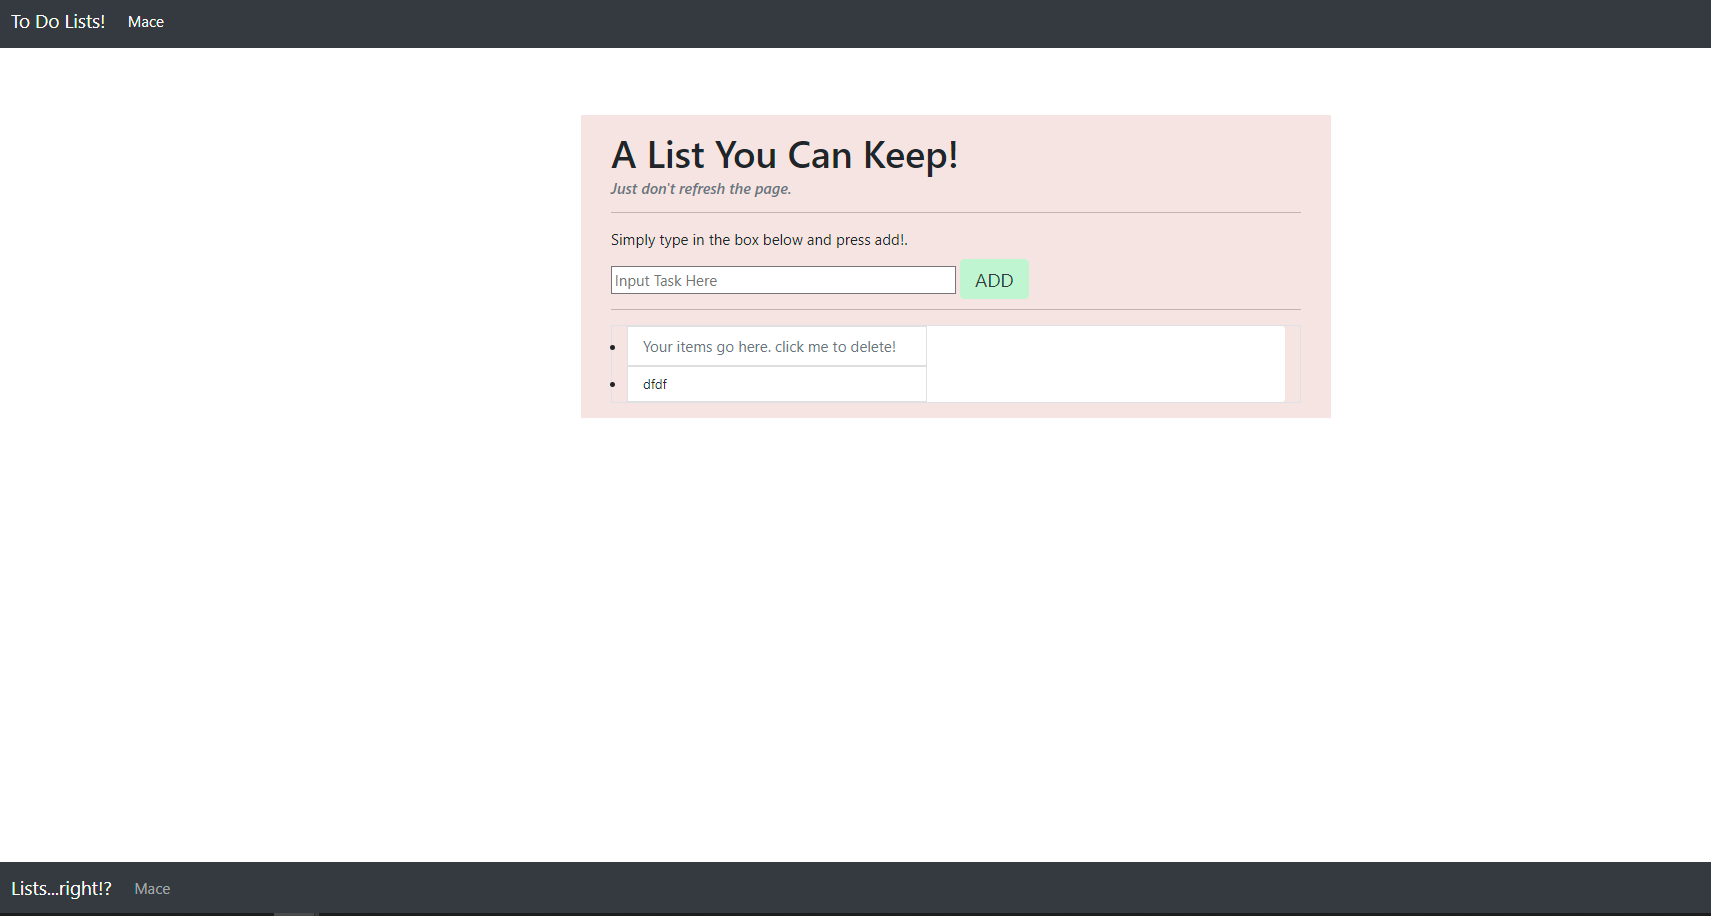 To Do Lists! Mace
A List You Can Keep!
Just don't refresh the page.
Simply type in the box below and press add!.
Input Task Here ADD
Your items go here. click me to delete!
dfdf
Lists...right!? Mace